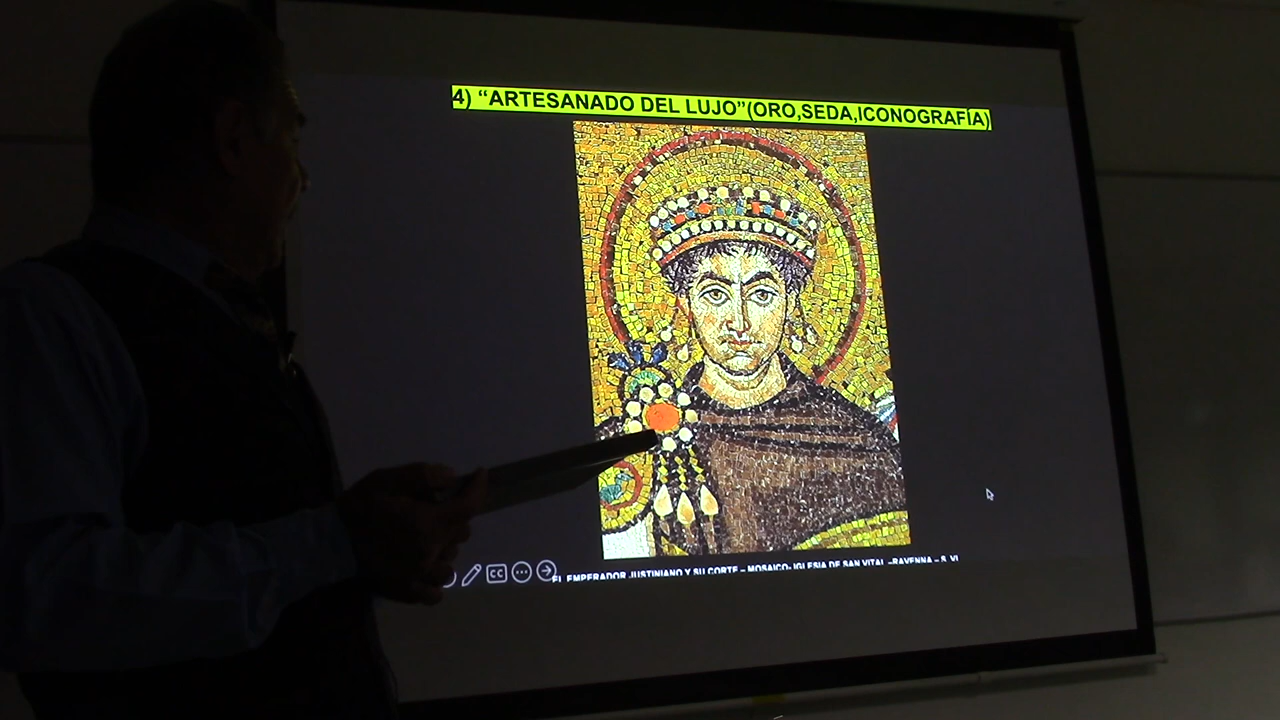 4) “ARTESANADO DEL LUJO”(ORO,SEDA,ICONOGRAFÍA)
CC
EL EMPERADOR JUSTINIANO Y SU CORTE – MOSAICO- IGLESIA DE SAN VITAL –RAVENNA – S. VI